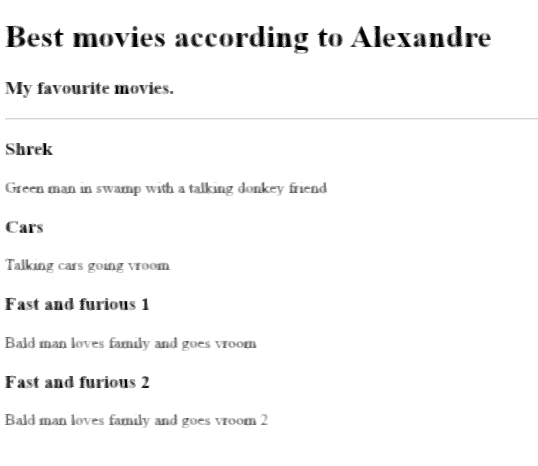 Best movies according to Alexandre
My favourite movies.
Shrek
Green man in swamp with a talking donkey friend
Cars
Talking cars going vroom
Fast and furious 1
Bald man loves family and goes vroom
Fast and furious 2
Bald man loves family and goes vroom 2